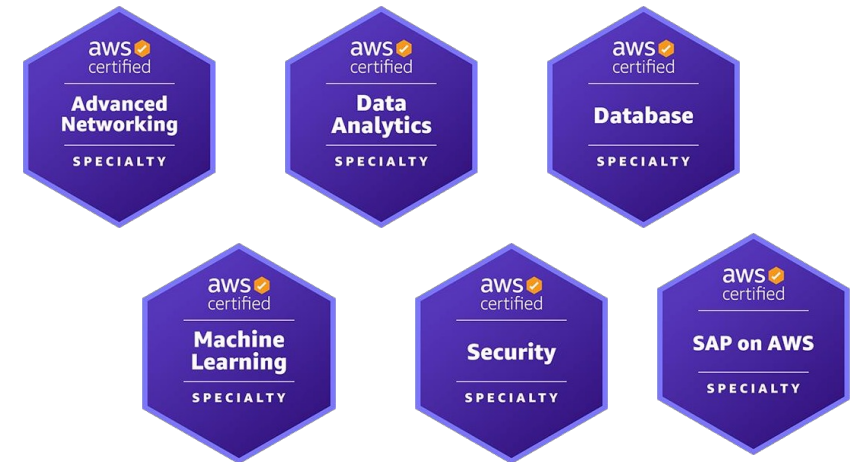 aws
certified
Advanced
Networking
SPECIALTY
aws
certified
Data
Analytics
SPECIALTY
aws
certified
Database
SPECIALTY
aws
certified
Machine
Learning
SPECIALTY
aws
certified
Security
SPECIALTY
aws
certified
SAP on AWS
SPECIALTY